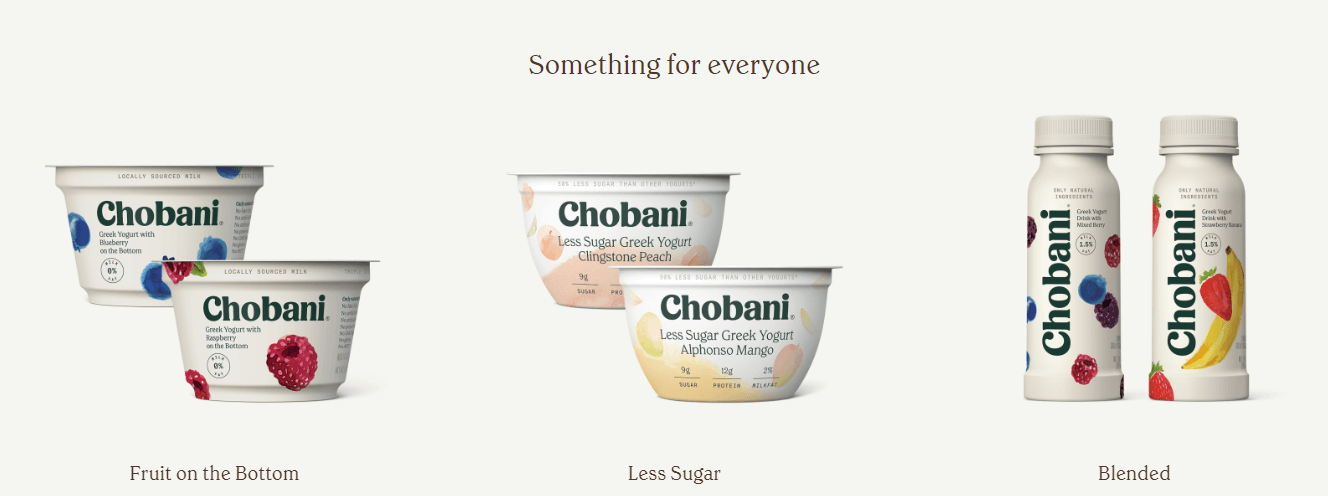 Something for everyone
LOCALLY SOURCED MILK
Chobani®
Greek Yogurt with
Blueberry
on the Bottom
MILK
0%
FAT
LOCALLY SOURCED MILK
Chobani®
Greek Yogurt with
Raspberry
on the Bottom
MILK
0%
FAT
Fruit on the Bottom
50% LESS SUGAR THAN OTHER YOGURTS*
Chobani®
Less Sugar Greek Yogurt
Clingstone Peach
9g
SUGAR
50% LESS SUGAR THAN OTHER YOGURTS*
Chobani®
Less Sugar Greek Yogurt
Alphonso Mango
9g 12g 2%
SUGAR PROTEIN MILKFAT
Less Sugar
ONLY NATURAL
INGREDIENTS
Chobani®
Greek Yogurt
Drink with
Mixed Berry
1.5%
ONLY NATURAL
INGREDIENTS
Chobani®
Greek Yogurt
Drink with
Strawberry Banana
1.5%
Blended